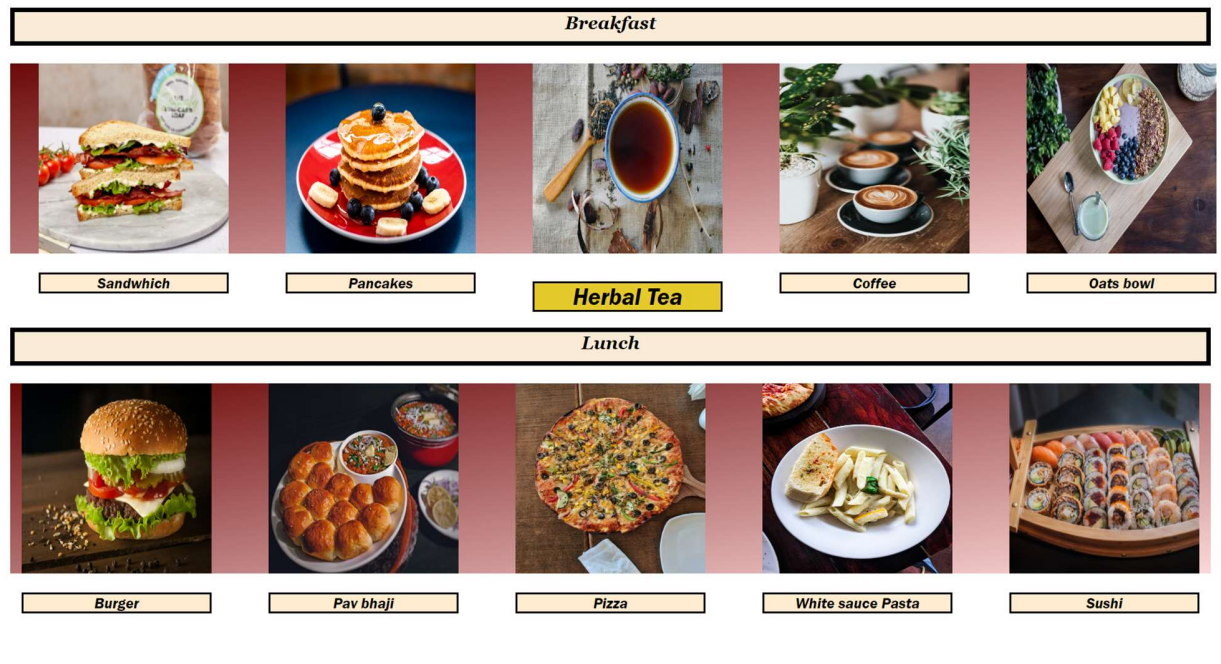 Breakfast
Sandwhich
Pancakes
Herbal Tea
Coffee
Oats bowl
Lunch
Burger
Pav bhaji
Pizza
White sauce Pasta
Sushi